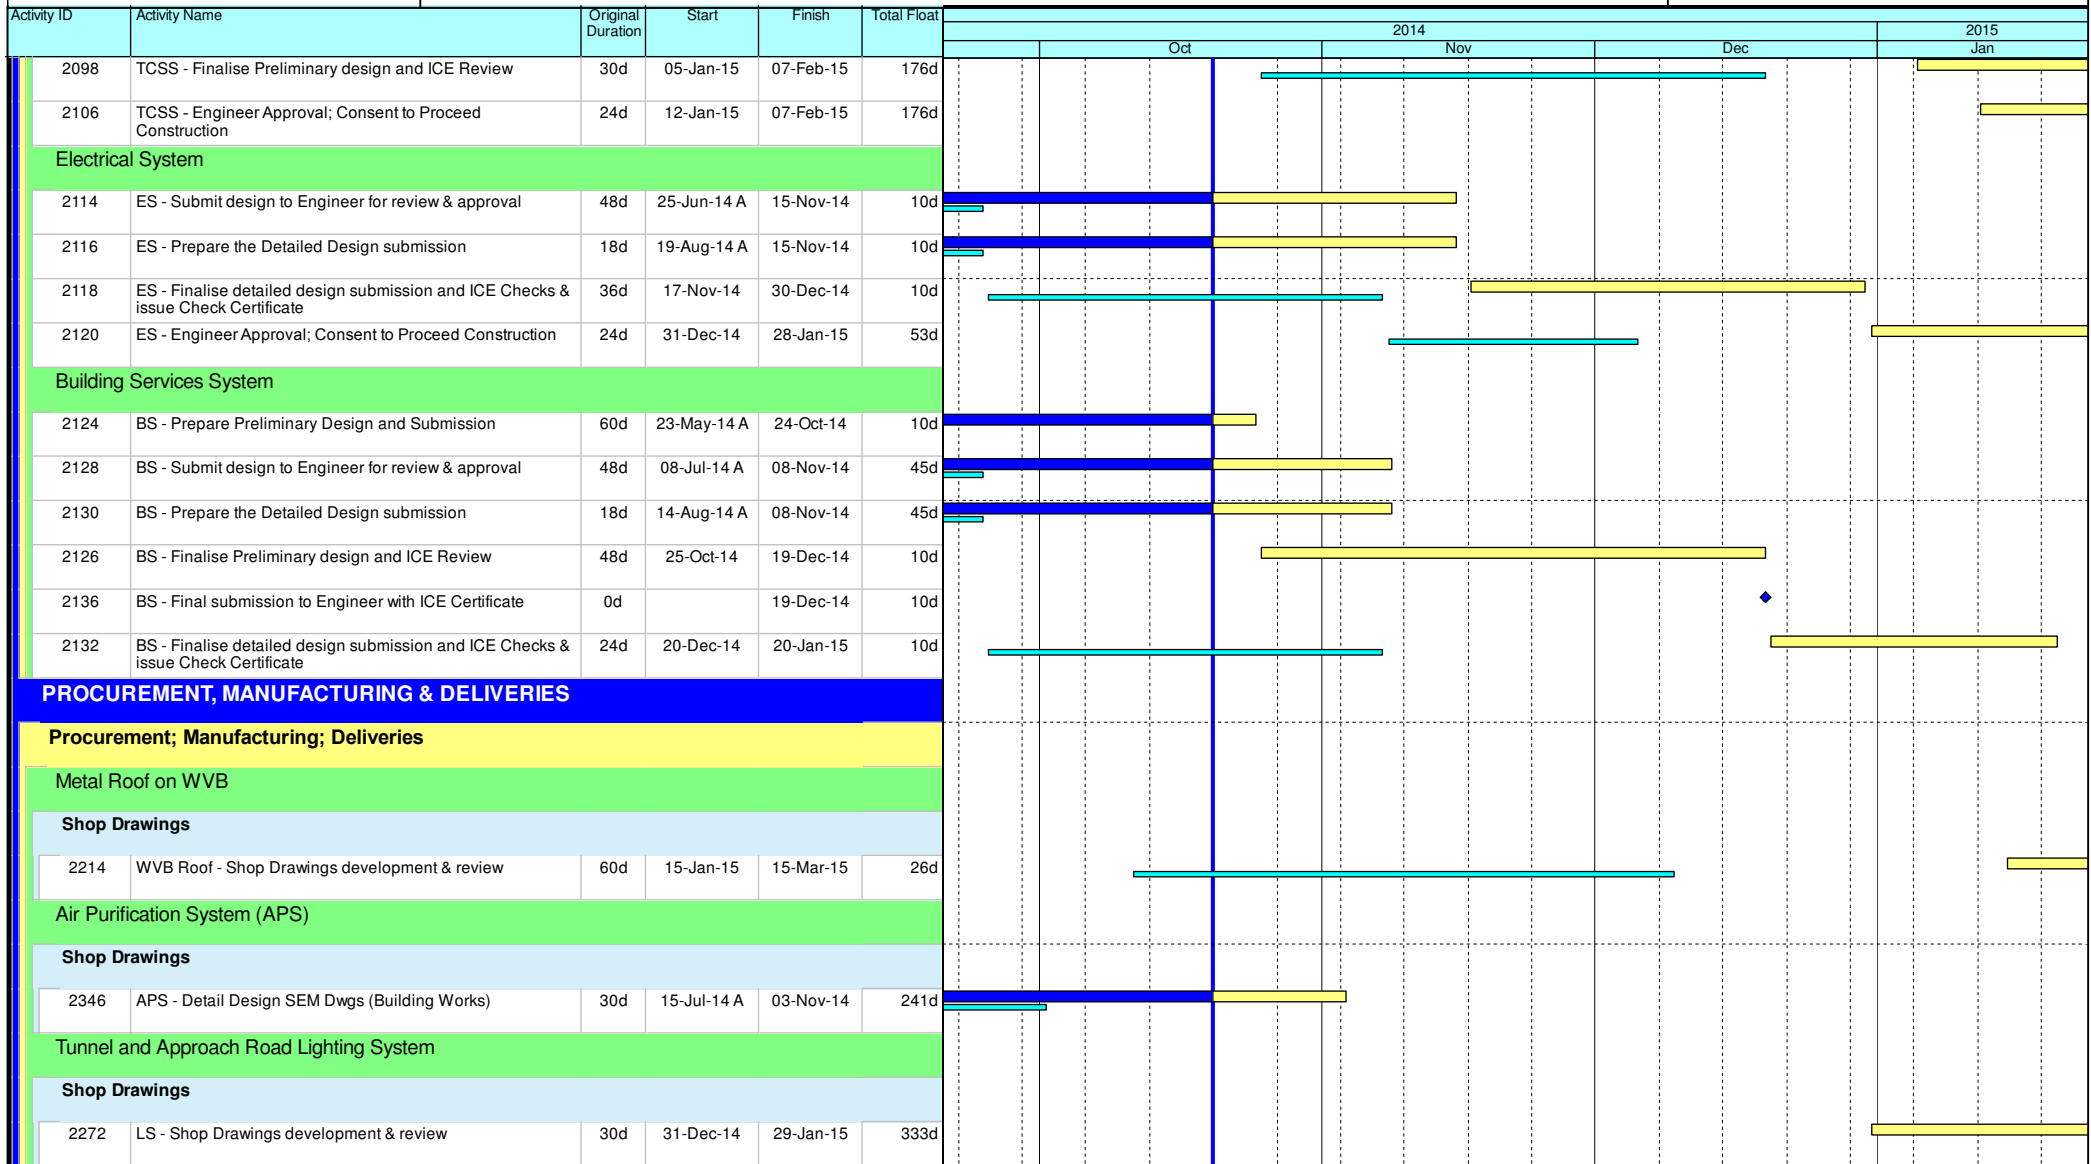 Activity ID Activity Name Original Duration Start Finish Total Float
2014 2015
Oct Nov Dec Jan
2098 TCSS - Finalise Preliminary design and ICE Review 30d 05-Jan-15 07-Feb-15 176d
2106 TCSS - Engineer Approval; Consent to Proceed 24d 12-Jan-15 07-Feb-15 176d
Construction
Electrical System
2114 ES - Submit design to Engineer for review & approval 48d 25-Jun-14 A 15-Nov-14 10d
2116 ES - Prepare the Detailed Design submission 18d 19-Aug-14 A 15-Nov-14 10d
2118 ES - Finalise detailed design submission and ICE Checks & 36d 17-Nov-14 30-Dec-14 10d
issue Check Certificate
2120 ES - Engineer Approval; Consent to Proceed Construction 24d 31-Dec-14 28-Jan-15 53d
Building Services System
2124 BS - Prepare Preliminary Design and Submission 60d 23-May-14 A 24-Oct-14 10d
2128 BS - Submit design to Engineer for review & approval 48d 08-Jul-14 A 08-Nov-14 45d
2130 BS - Prepare the Detailed Design submission 18d 14-Aug-14 A 08-Nov-14 45d
2126 BS - Finalise Preliminary design and ICE Review 48d 25-Oct-14 19-Dec-14 10d
2136 BS - Final submission to Engineer with ICE Certificate 0d 19-Dec-14 10d
2132 BS - Finalise detailed design submission and ICE Checks & 24d 20-Dec-14 20-Jan-15 10d
issue Check Certificate
PROCUREMENT, MANUFACTURING & DELIVERIES
Procurement; Manufacturing; Deliveries
Metal Roof on WVB
Shop Drawings
2214 WVB Roof - Shop Drawings development & review 60d 15-Jan-15 15-Mar-15 26d
Air Purification System (APS)
Shop Drawings
2346 APS - Detail Design SEM Dwgs (Building Works) 30d 15-Jul-14 A 03-Nov-14 241d
Tunnel and Approach Road Lighting System
Shop Drawings
2272 LS - Shop Drawings development & review 30d 31-Dec-14 29-Jan-15 333d